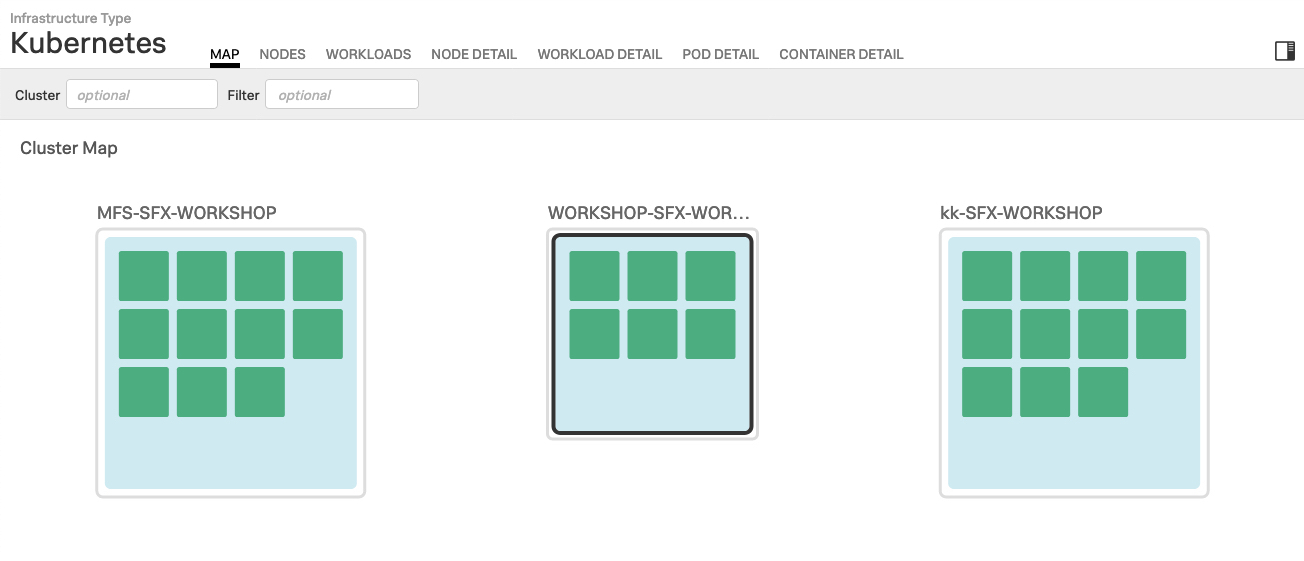 Infrastructure Type
Kubernetes
MAP NODES WORKLOADS NODE DETAIL WORKLOAD DETAIL POD DETAIL CONTAINER DETAIL
Cluster optional Filter optional
Cluster Map
MFS-SFX-WORKSHOP WORKSHOP-SFX-WOR... kk-SFX-WORKSHOP